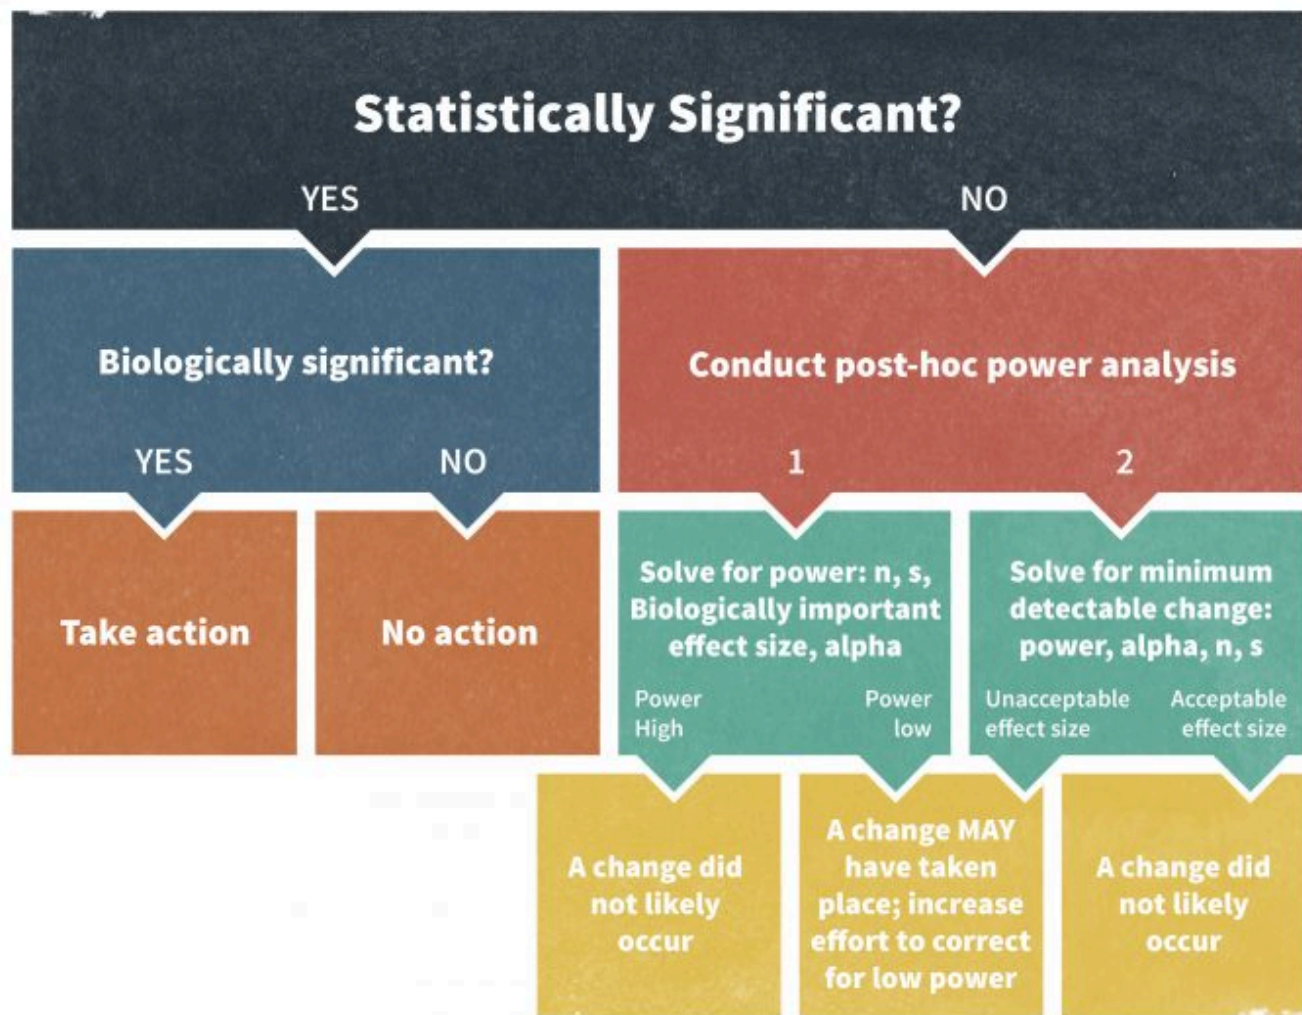 Statistically Significant?
YES
NO
Biologically significant?
YES
NO
Conduct post-hoc power analysis
1
2
Take action
No action
Solve for power: n, s,
Biologically important
effect size, alpha
Power
High
Power
low
Solve for minimum
detectable change:
power, alpha, n, s
Unacceptable
effect size
Acceptable
effect size
A change did
not likely
occur
A change MAY
have taken
place; increase
effort to correct
for low power
A change did
not likely
occur